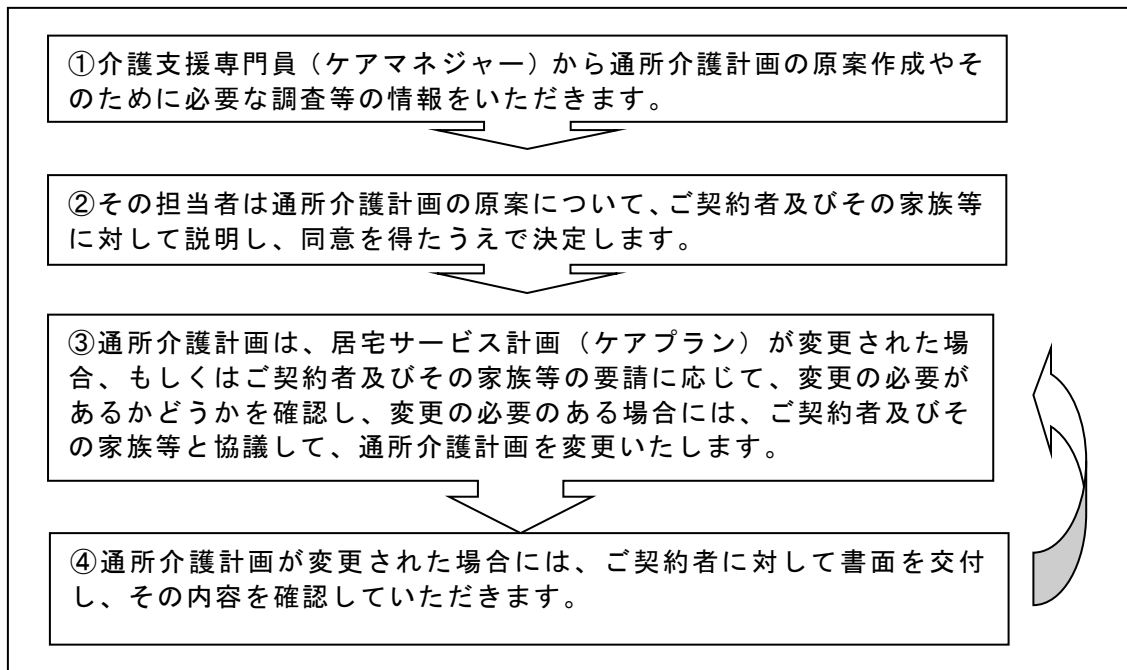 ①介護支援専門員（ケアマネジャー）から通所介護計画の原案作成やそ
のために必要な調査等の情報をいただきます。
②その担当者は通所介護計画の原案について、ご契約者及びその家族等
に対して説明し、同意を得たうえで決定します。
③通所介護計画は、居宅サービス計画（ケアプラン）が変更された場
合、もしくはご契約者及びその家族等の要請に応じて、変更の必要が
あるかどうかを確認し、変更の必要のある場合には、ご契約者及びそ
の家族等と協議して、通所介護計画を変更いたします。
④通所介護計画が変更された場合には、ご契約者に対して書面を交付
し、その内容を確認していただきます。